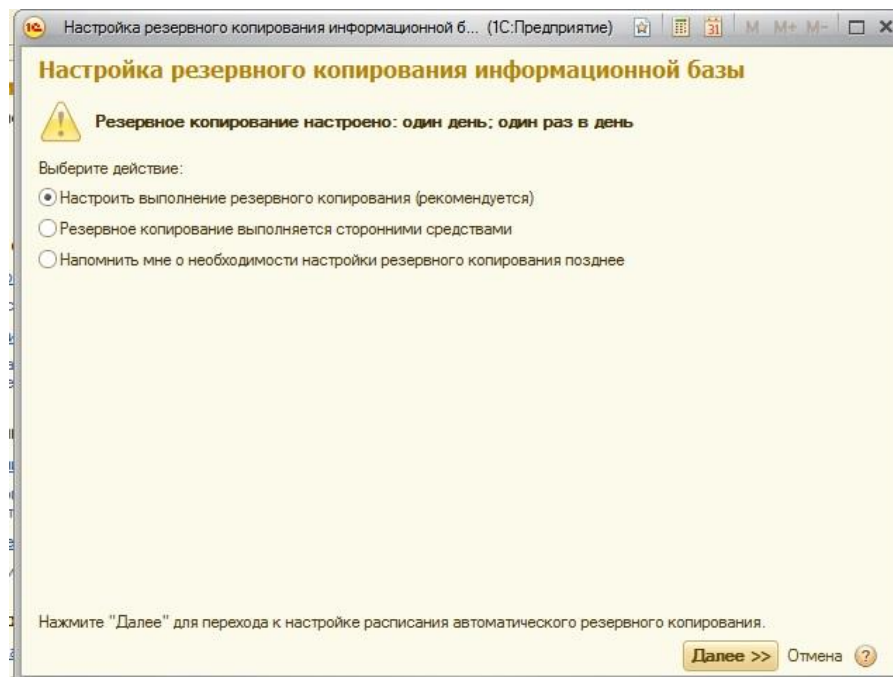 Настройка резервного копирования информационной б... (1С:Предприятие) 31 M M+ M-
Настройка резервного копирования информационной базы
Резервное копирование настроено: один день; один раз в день
Выберите действие:
Настроить выполнение резервного копирования (рекомендуется)
Резервное копирование выполняется сторонними средствами
Напомнить мне о необходимости настройки резервного копирования позднее
Нажмите "Далее" для перехода к настройке расписания автоматического резервного копирования.
Далее >> Отмена ?